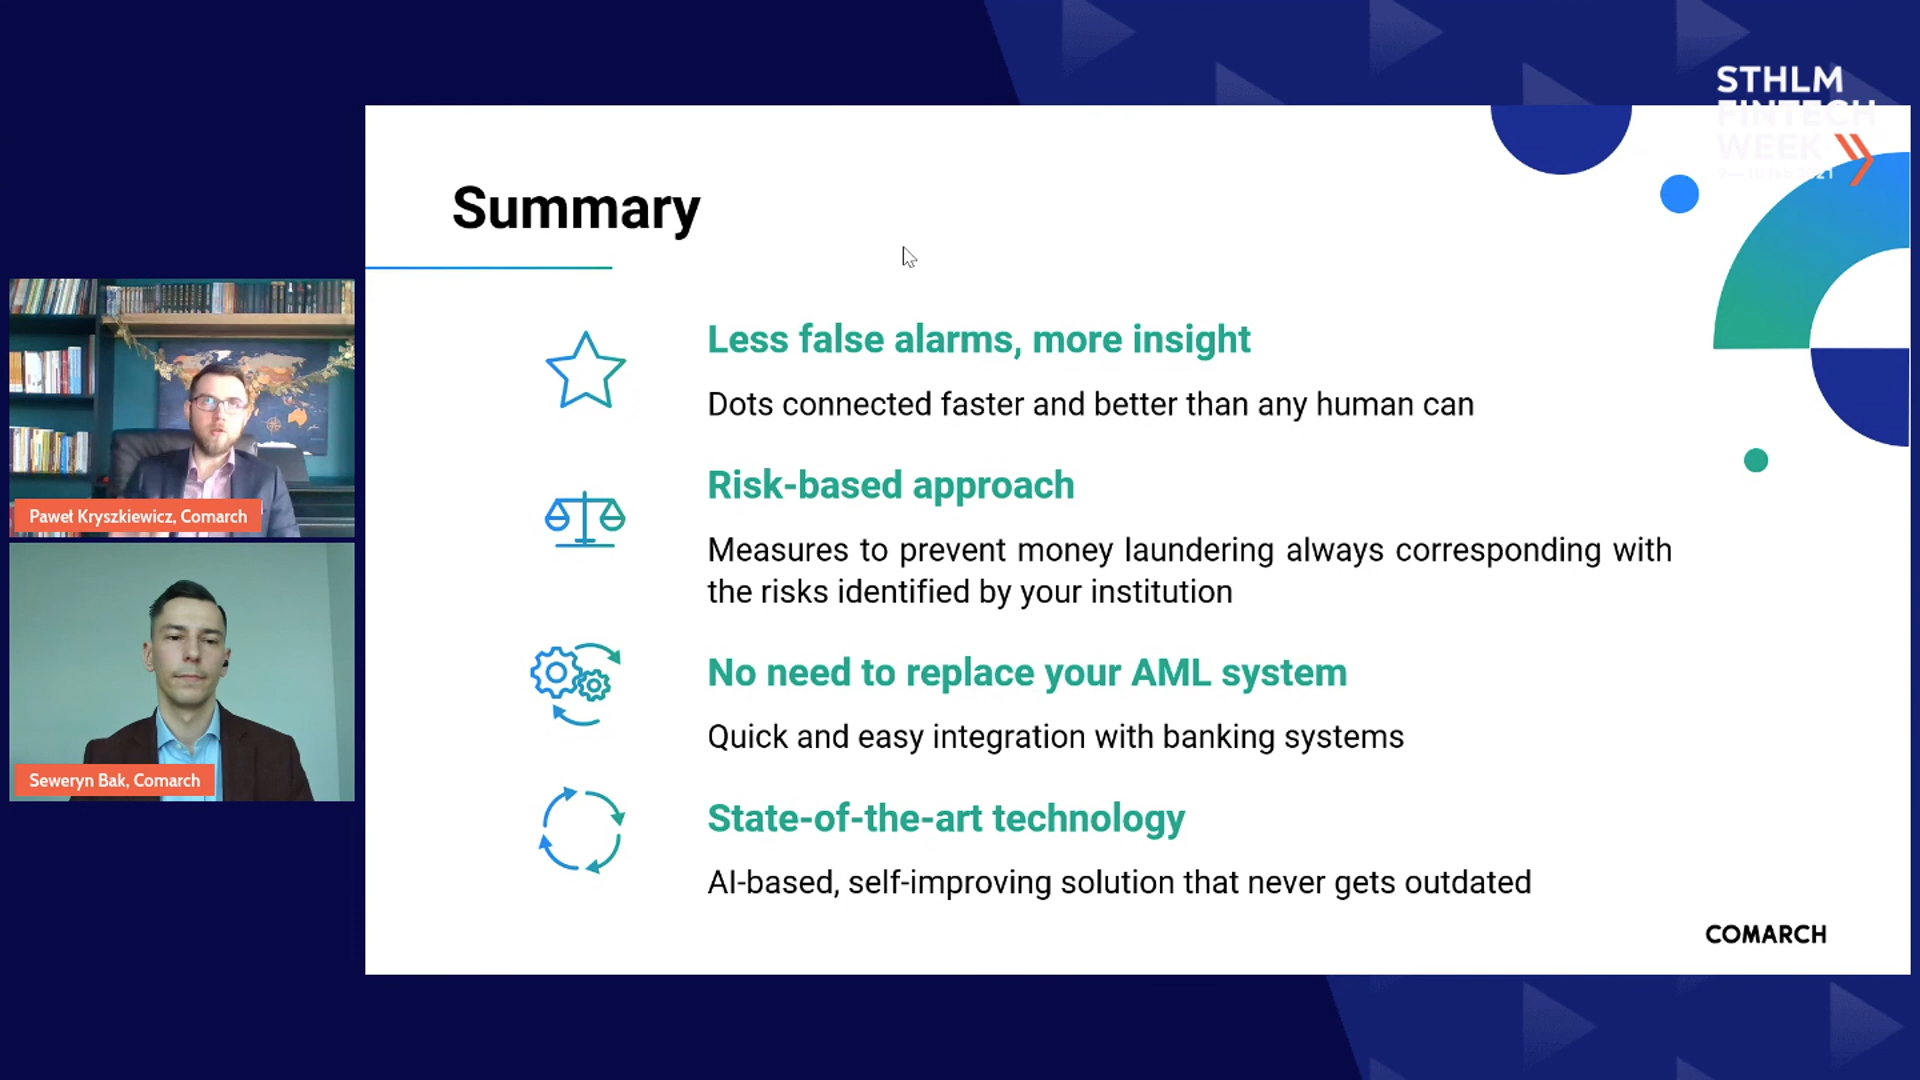 STHLM
FINTECH
WEEK
Summary
Less false alarms, more insight
Dots connected faster and better than any human can
Risk-based approach
Measures to prevent money laundering always corresponding with
the risks identified by your institution
No need to replace your AML system
Quick and easy integration with banking systems
State-of-the-art technology
AI-based, self-improving solution that never gets outdated
COMARCH
Paweł Kryszkiewicz, Comarch
Seweryn Bak, Comarch